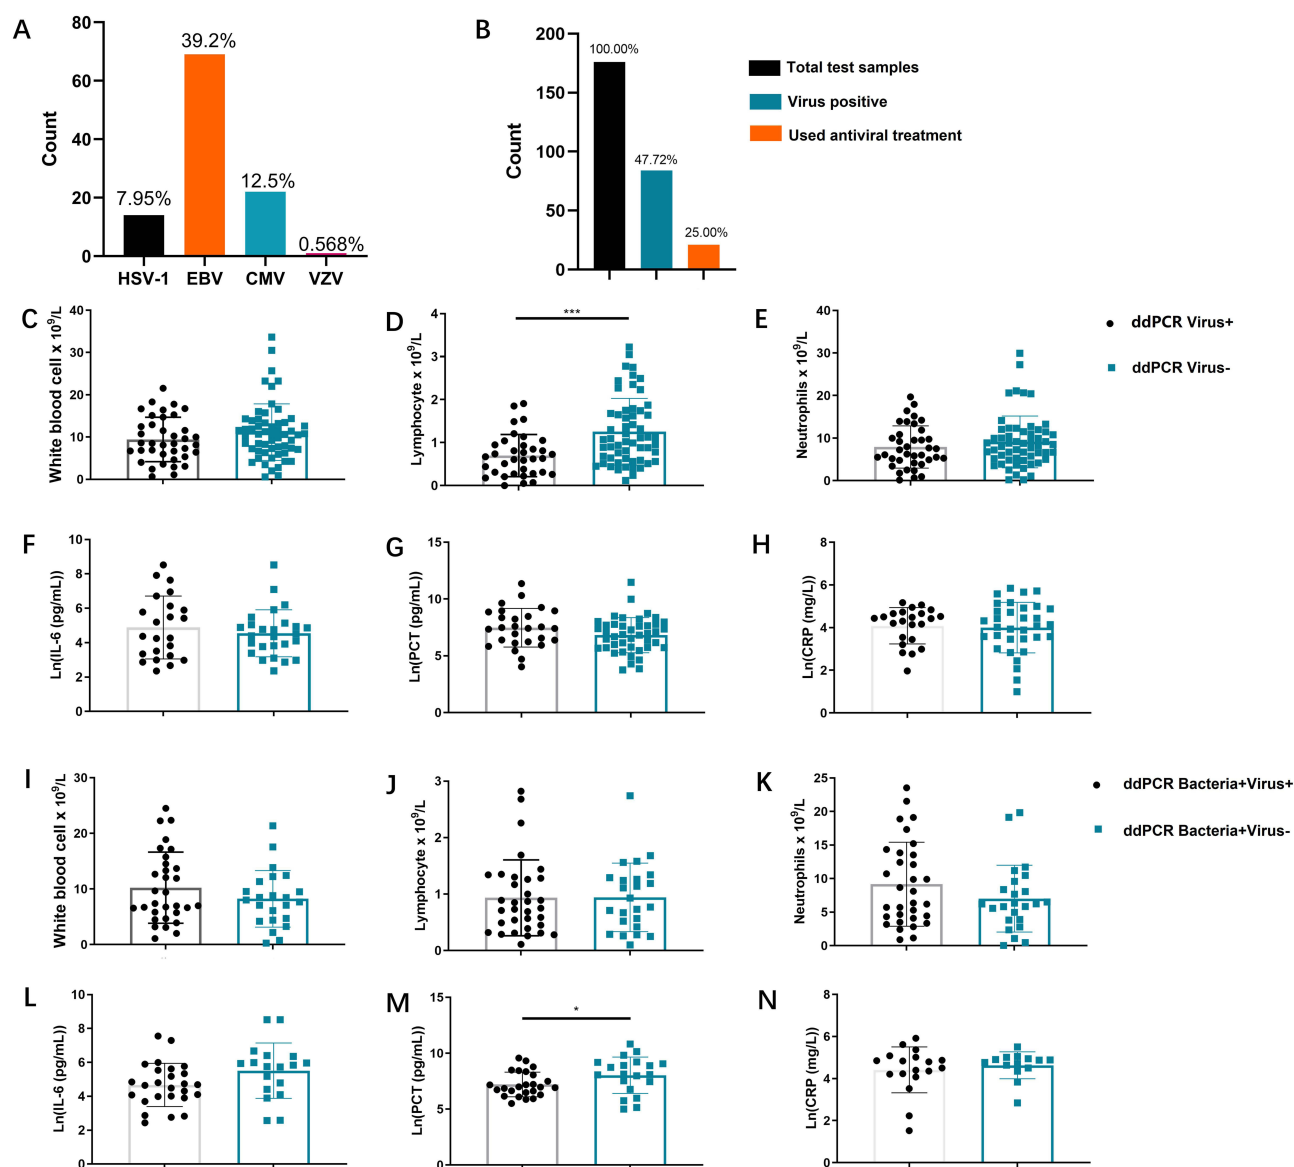 A
80
60
40
20
0
Count
7.95%
39.2%
12.5%
0.568%
HSV-1 EBV CMV VZV
B
200
150
100
50
0
Count
100.00%
47.72%
25.00%
Total test samples
Virus positive
Used antiviral treatment
C
40
30
20
10
0
White blood cell x 10⁹/L
D
4
3
2
1
0
Lymphocyte x 10⁹/L
***
E
40
30
20
10
0
Neutrophils x 10⁹/L
ddPCR Virus+
ddPCR Virus-
F
10
8
6
4
2
0
Ln(IL-6 (pg/mL))
G
15
10
5
0
Ln(PCT (pg/mL))
H
8
6
4
2
0
Ln(CRP (mg/L))
I
30
20
10
0
White blood cell x 10⁹/L
J
3
2
1
0
Lymphocyte x 10⁹/L
K
25
20
15
10
5
0
Neutrophils x 10⁹/L
ddPCR Bacteria+Virus+
ddPCR Bacteria+Virus-
L
10
8
6
4
2
0
Ln(IL-6 (pg/mL))
M
15
10
5
0
Ln(PCT (pg/mL))
*
N
8
6
4
2
0
Ln(CRP (mg/L))